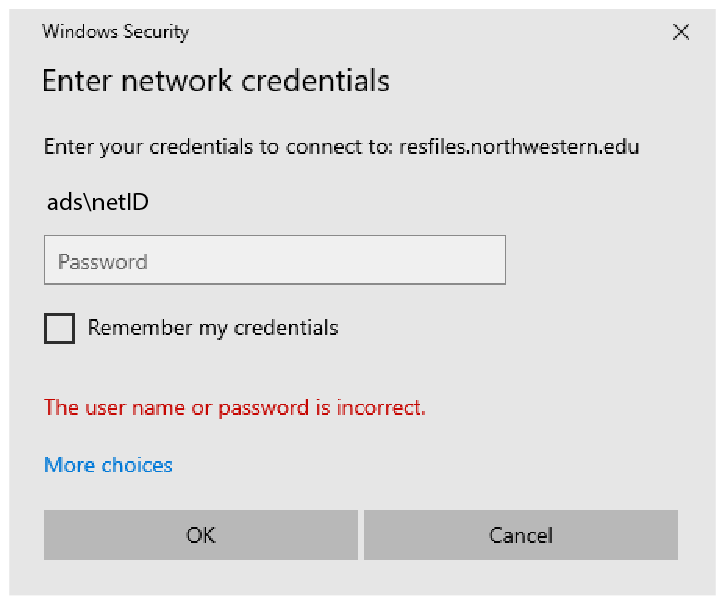 Windows Security
Enter network credentials
Enter your credentials to connect to: resfiles.northwestern.edu
ads\netID
Password
Remember my credentials
The user name or password is incorrect.
More choices
OK
Cancel